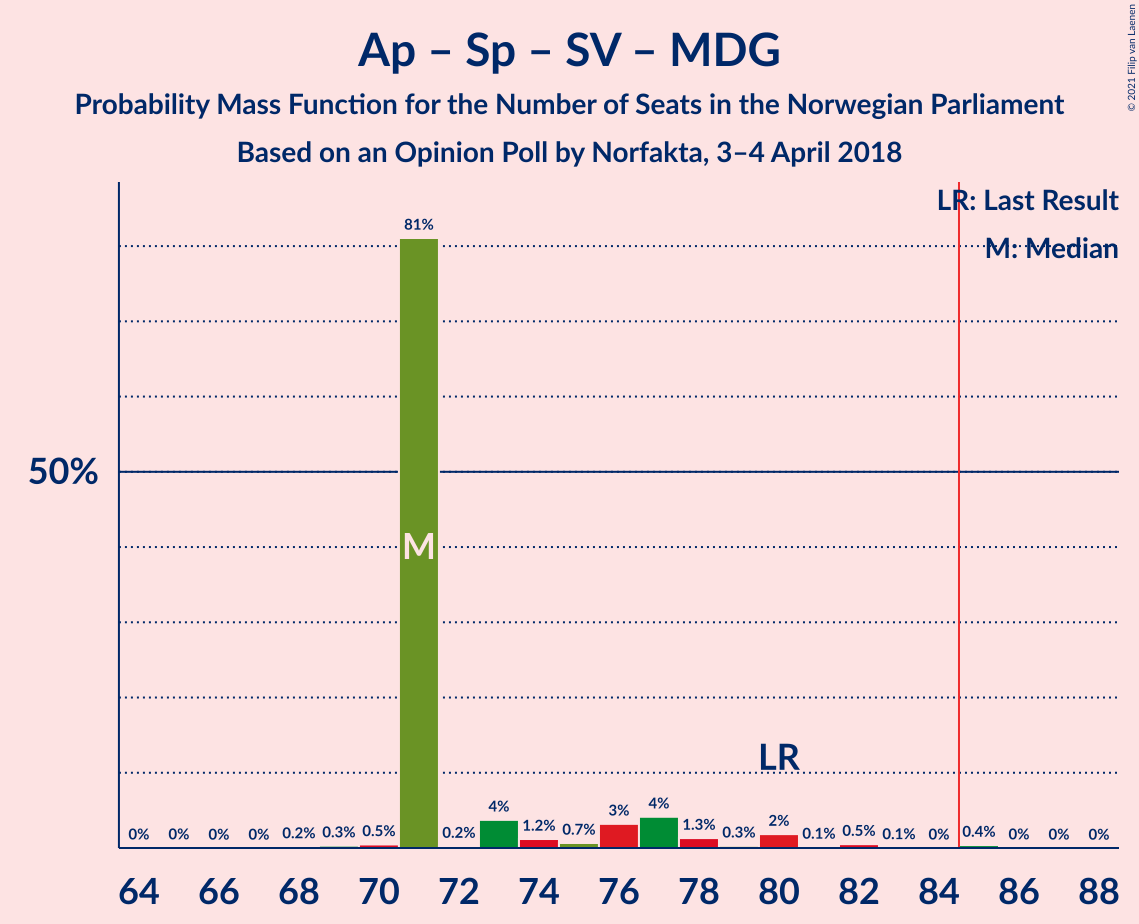 Ap – Sp – SV – MDG
Probability Mass Function for the Number of Seats in the Norwegian Parliament
Based on an Opinion Poll by Norfakta, 3–4 April 2018
© 2021 Filip van Laenen
LR: Last Result
M: Median
81%
50%
M
LR
0% 0% 0% 0% 0.2% 0.3% 0.5% 0.2% 4% 1.2% 0.7% 3% 4% 1.3% 0.3% 2% 0.1% 0.5% 0.1% 0% 0.4% 0% 0% 0%
64 66 68 70 72 74 76 78 80 82 84 86 88